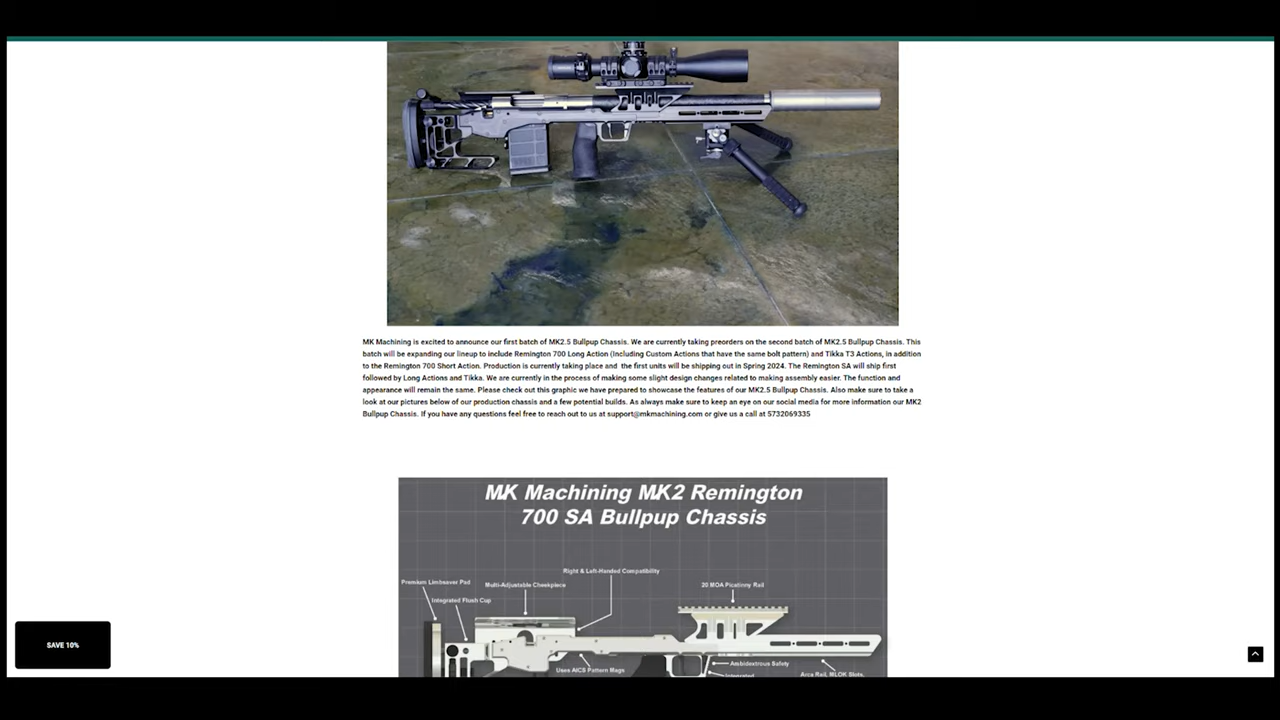 MK Machining is excited to announce our first batch of MK2.5 Bullpup Chassis. We are currently taking preorders on the second batch of MK2.5 Bullpup Chassis. This
batch will be expanding our lineup to include Remington 700 Long Action (Including Custom Actions that have the same bolt pattern) and Tikka T3 Actions, in addition
to the Remington 700 Short Action. Production is currently taking place and the first units will be shipping out in Spring 2024. The Remington SA will ship first
followed by Long Actions and Tikka. We are currently in the process of making some slight design changes related to making assembly easier. The function and
appearance will remain the same. Please check out this graphic we have prepared to showcase the features of our MK2.5 Bullpup Chassis. Also make sure to take a
look at our pictures below of our production chassis and a few potential builds. As always make sure to keep an eye on our social media for more information our MK2
Bullpup Chassis. If you have any questions feel free to reach out to us at support@mkmachining.com or give us a call at 5732069335
MK Machining MK2 Remington
700 SA Bullpup Chassis
Right & Left-Handed Compatibility
Premium Limbsaver Pad
Multi-Adjustable Cheekpiece
20 MOA Picatinny Rail
Integrated Flush Cup
SAVE 10%
Ambidextrous Safety
Uses AICS Pattern Mags
Arca Rail, MLOK Slots,
Integrated